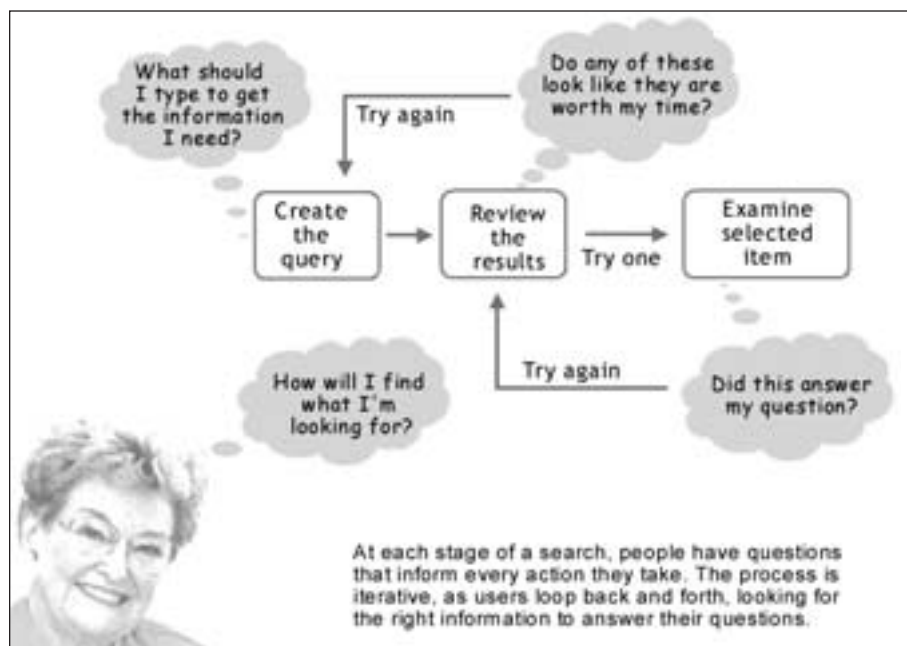 What should
I type to get
the information
I need?
Do any of these
look like they are
worth my time?
Try again
Create
the
query
Review
the
results
Try one
Examine
selected
item
Try again
How will I find
what I'm
looking for?
Did this answer
my question?
At each stage of a search, people have questions
that inform every action they take. The process is
iterative, as users loop back and forth, looking for
the right information to answer their questions.